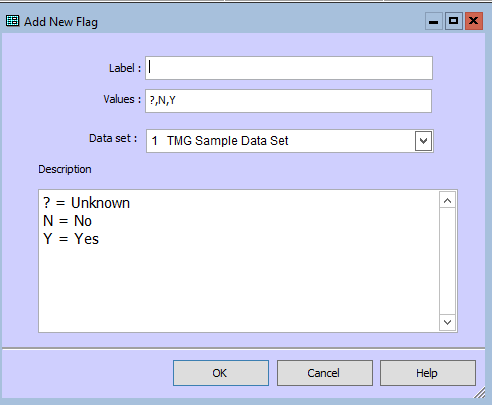 Add New Flag
Label :
Values : ?,N,Y
Data set : 1 TMG Sample Data Set
Description
? = Unknown
N = No
Y = Yes
OK Cancel Help